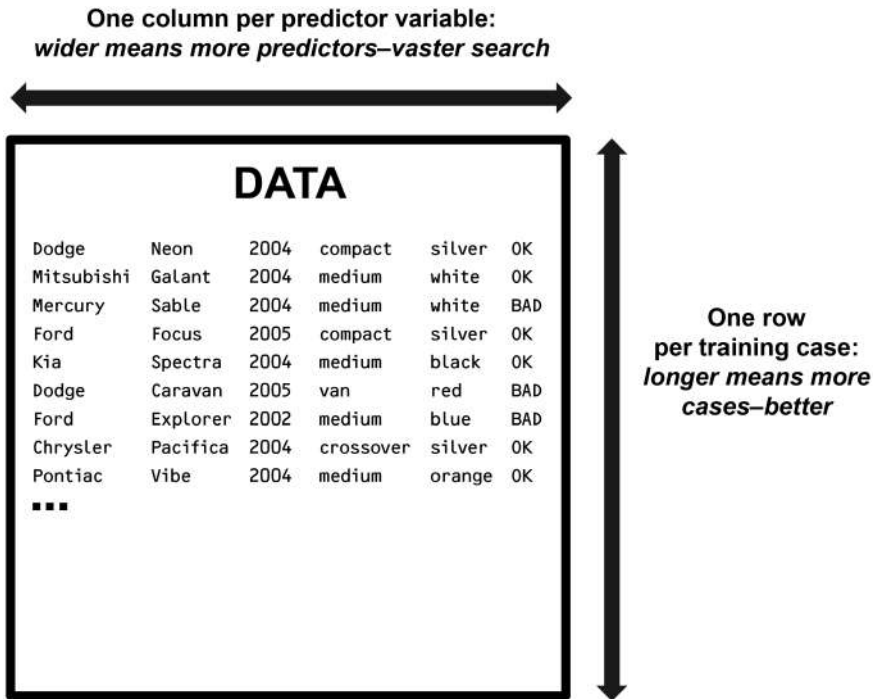 One column per predictor variable:
wider means more predictors–vaster search
DATA
Dodge Neon 2004 compact silver OK
Mitsubishi Galant 2004 medium white OK
Mercury Sable 2004 medium white BAD
Ford Focus 2005 compact silver OK
Kia Spectra 2004 medium black OK
Dodge Caravan 2005 van red BAD
Ford Explorer 2002 medium blue BAD
Chrysler Pacifica 2004 crossover silver OK
Pontiac Vibe 2004 medium orange OK
...
One row
per training case:
longer means more
cases–better